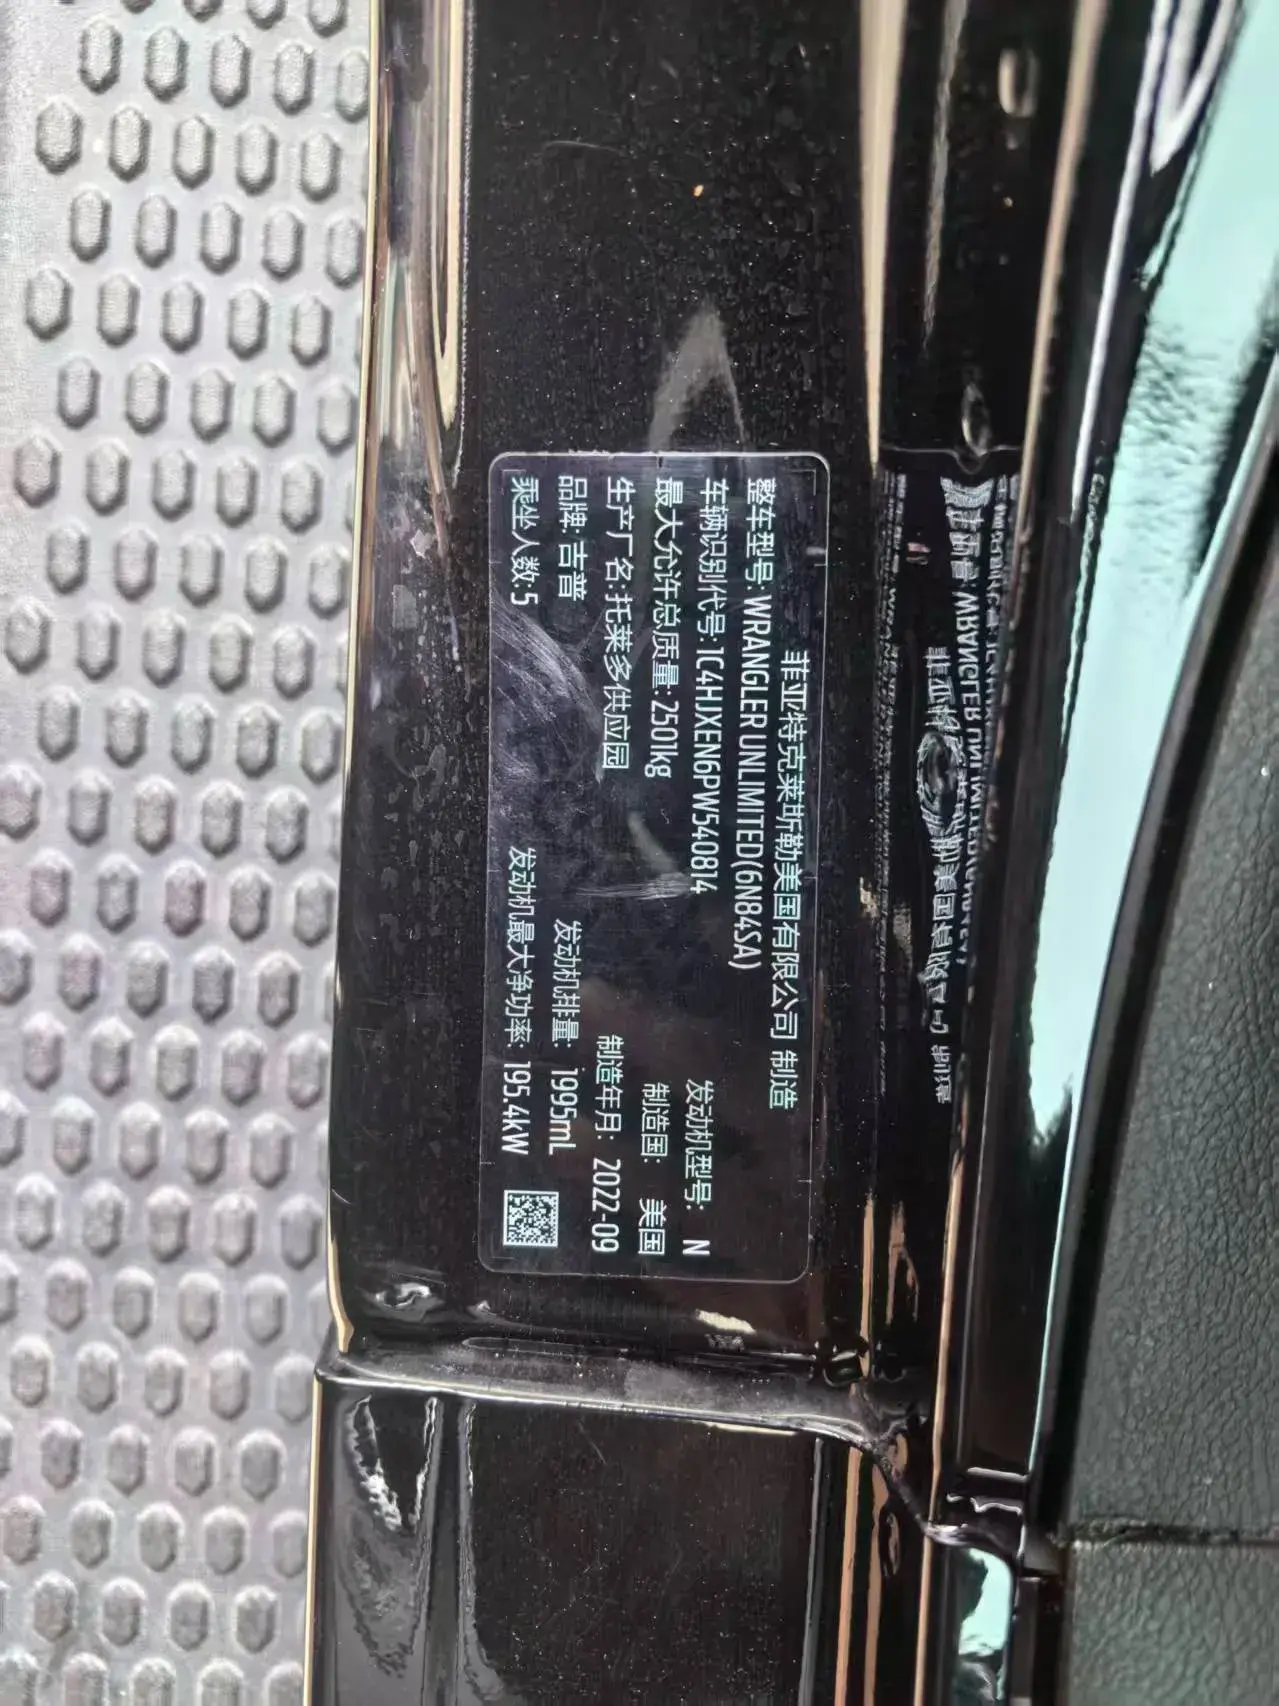 菲亚特克莱斯勒美国有限公司 制造
整车型号:WRANGLER UNLIMITED(6N84SA)
车辆识别代号:1C4HJXEN6PW540814 发动机型号: N
最大允许总质量: 2501kg 制造国: 美国
生产厂名:托莱多供应园 制造年月: 2022-09
品牌: 吉普 发动机排量: 1995mL
乘坐人数:5 发动机最大净功率: 195.4kW